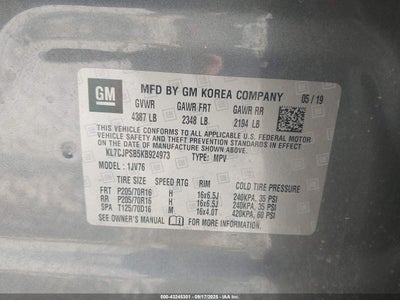 GM
MFD BY GM KOREA COMPANY 05/19
GVWR GAWR FRT GAWR RR
4387 LB 2348 LB 2194 LB
THIS VEHICLE CONFORMS TO ALL APPLICABLE U.S. FEDERAL MOTOR
VEHICLE SAFETY AND THEFT PREVENTION STANDARDS IN EFFECT
ON THE DATE OF MANUFACTURE SHOWN ABOVE.
KL7CJPSB5KB924973 TYPE: MPV
MODEL: 1JV76
TIRE SIZE SPEED RTG RIM COLD TIRE PRESSURE
FRT P205/70R16 H 16x6.5J 240KPA, 35 PSI
RR P205/70R16 H 16x6.5J 240KPA, 35 PSI
SPA T125/70D16 M 16x4.0T 420KPA, 60 PSI
SEE OWNER'S MANUAL FOR MORE INFORMATION.
000-43245301 - 09/17/2025 - IAA Inc.